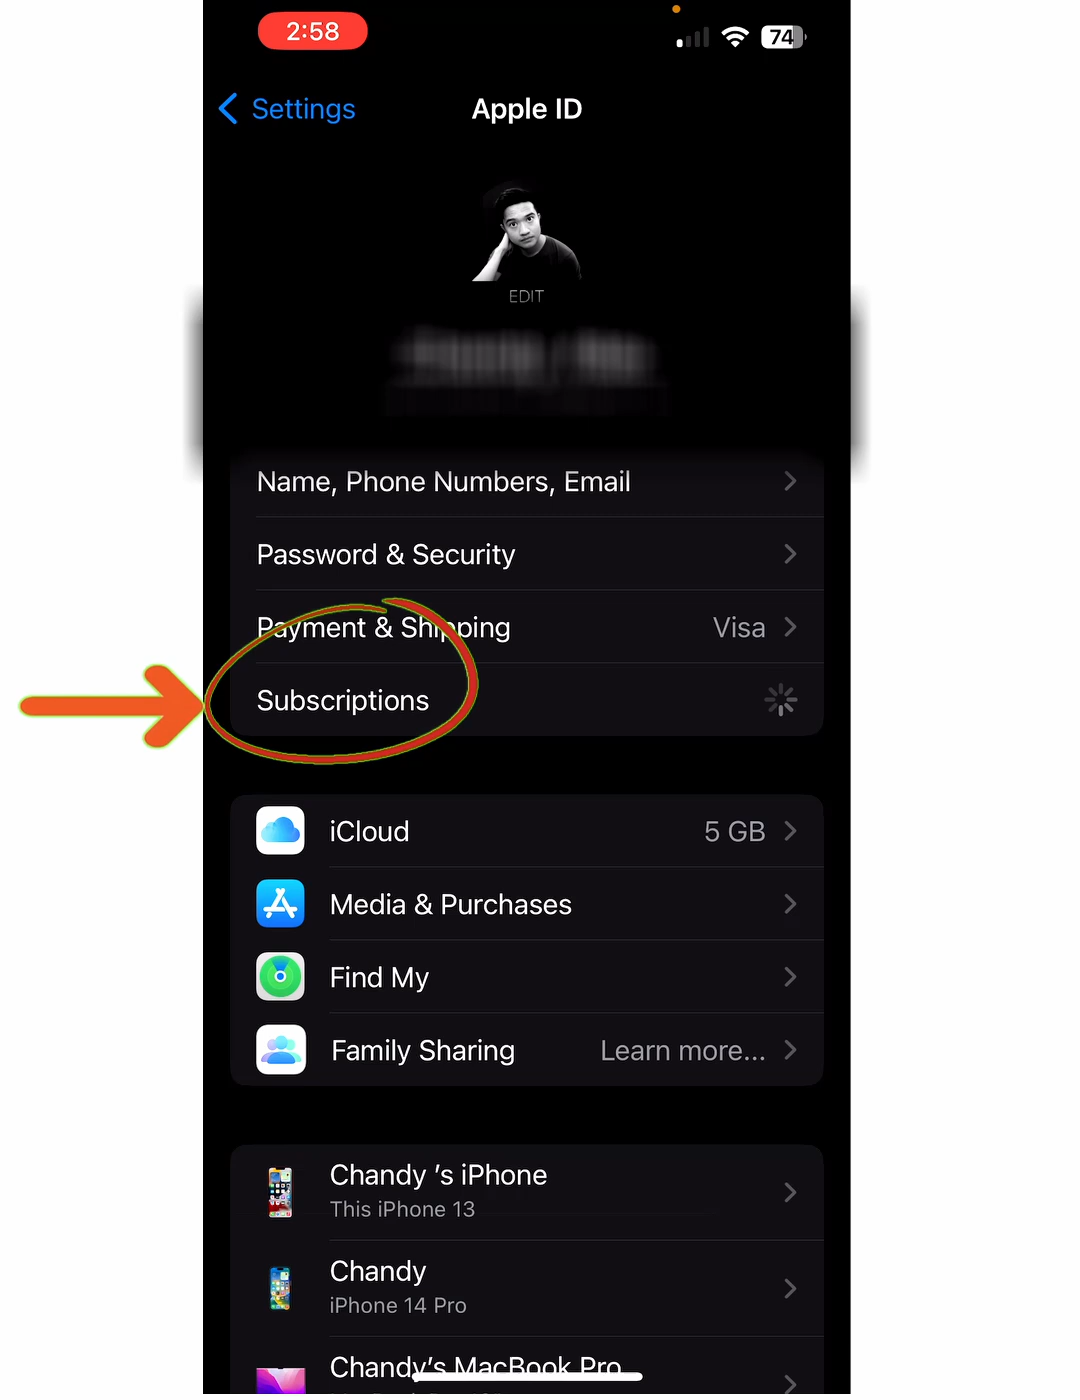 2:58
74
Settings
Apple ID
EDIT
Name, Phone Numbers, Email
Password & Security
Payment & Shipping Visa
Subscriptions
iCloud 5 GB
Media & Purchases
Find My
Family Sharing Learn more...
Chandy 's iPhone
This iPhone 13
Chandy
iPhone 14 Pro
Chandy's MacBook Pro